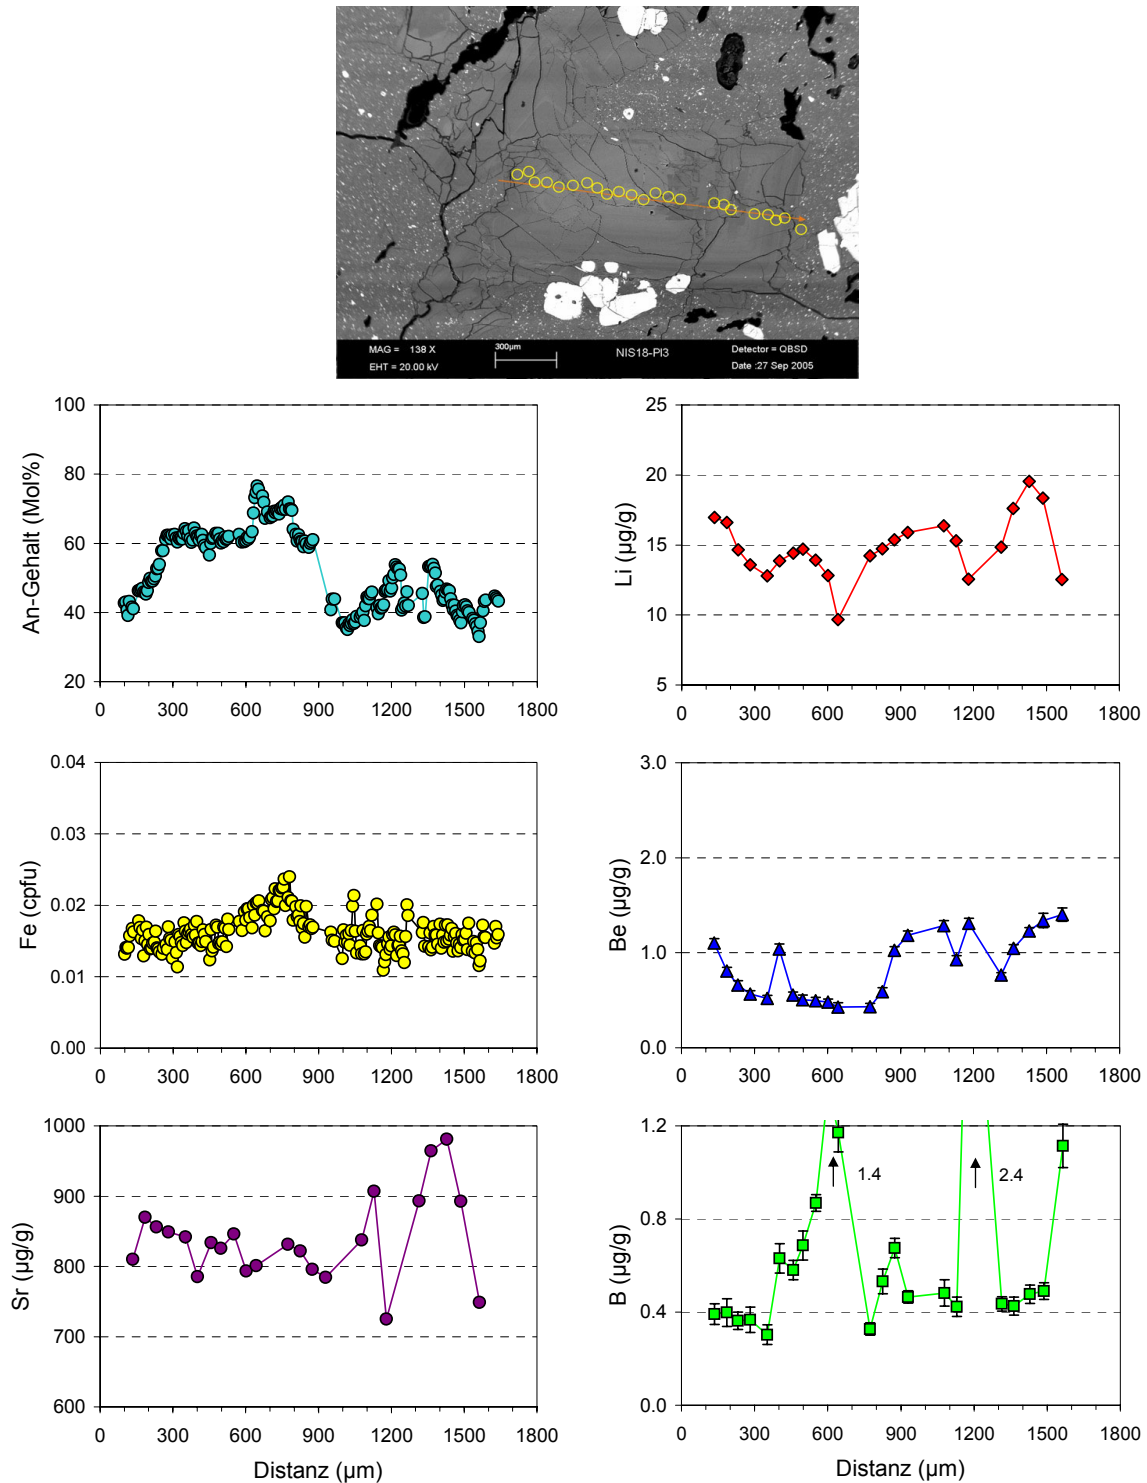 MAG = 138 X
300µm
NIS18-Pl3
Detector = QBSD
EHT = 20.00 kV
Date :27 Sep 2005
An-Gehalt (Mol%)
100
80
60
40
20
0 300 600 900 1200 1500 1800
Li (µg/g)
25
20
15
10
5
0 300 600 900 1200 1500 1800
Fe (cpfu)
0.04
0.03
0.02
0.01
0.00
0 300 600 900 1200 1500 1800
Be (µg/g)
3.0
2.0
1.0
0.0
0 300 600 900 1200 1500 1800
Sr (µg/g)
1000
900
800
700
600
0 300 600 900 1200 1500 1800
Distanz (µm)
B (µg/g)
1.2
0.8
0.4
0.0
1.4
2.4
0 300 600 900 1200 1500 1800
Distanz (µm)